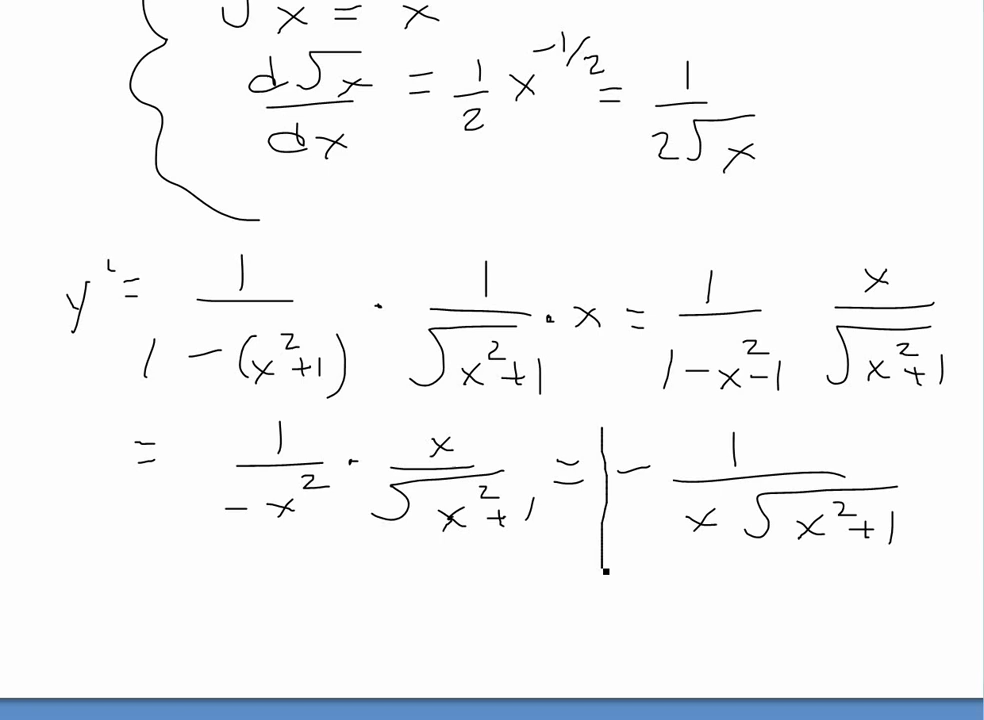 √x = x
d√x/dx = 1/2 x^(-1/2) = 1/(2√x)
y' = 1/(1-(x²+1)) · 1/√(x²+1) · x = 1/(1-x²-1) x/√(x²+1)
= 1/(-x²) · x/√(x²+1) = - 1/(x√(x²+1))